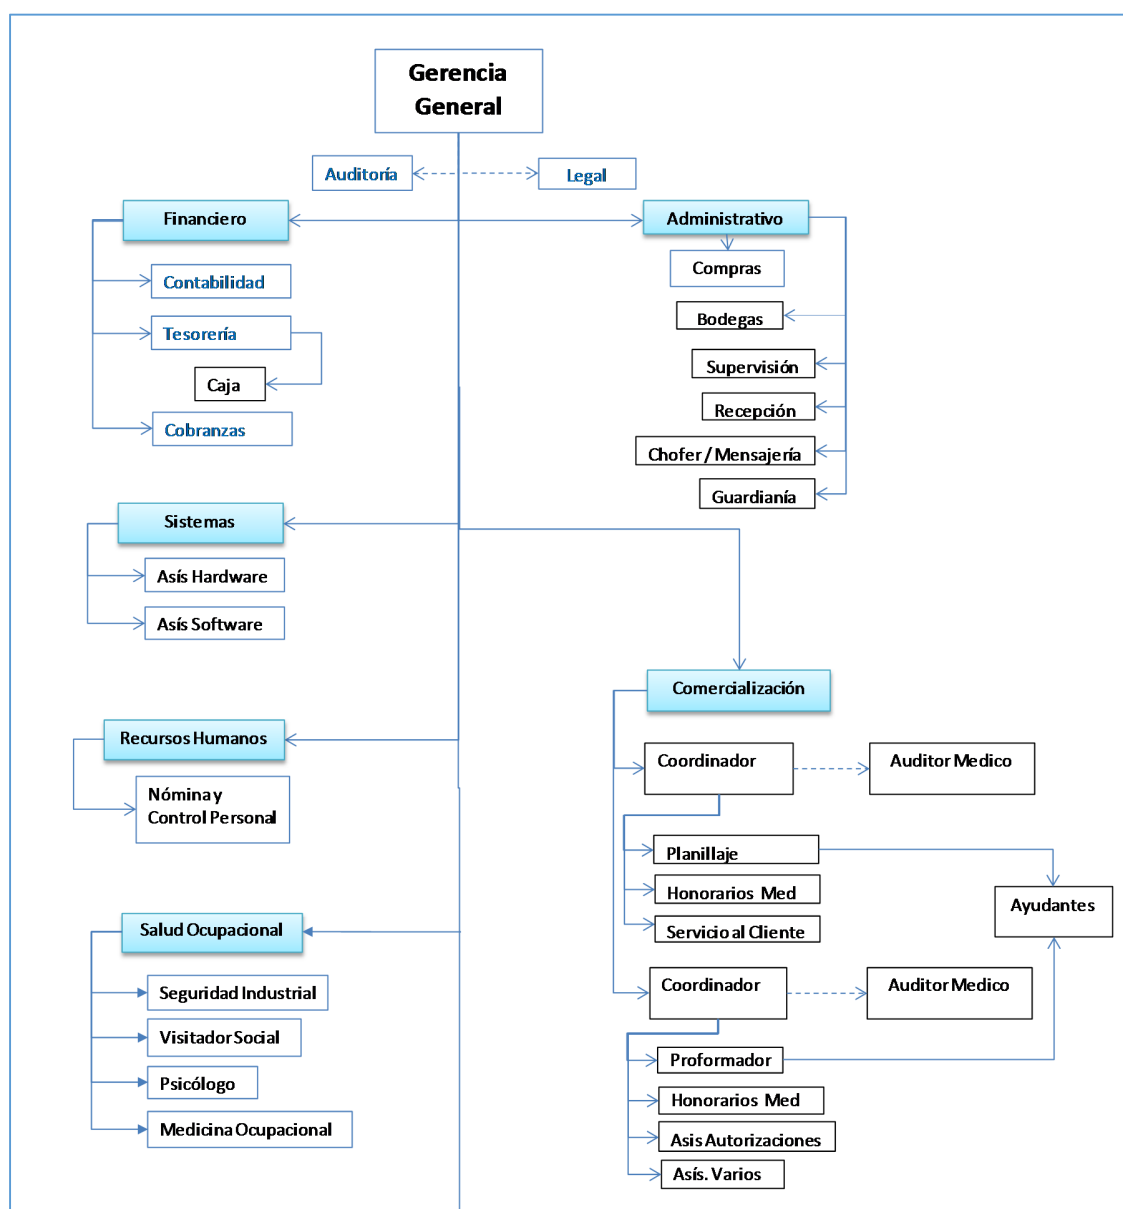 Gerencia
General
Auditoría
Legal
Financiero
Administrativo
Compras
Contabilidad
Bodegas
Tesorería
Supervisión
Caja
Recepción
Cobranzas
Chofer / Mensajería
Guardianía
Sistemas
Asís Hardware
Asís Software
Comercialización
Recursos Humanos
Coordinador
Auditor Medico
Nómina y
Control Personal
Planillaje
Honorarios Med
Ayudantes
Servicio al Cliente
Salud Ocupacional
Coordinador
Auditor Medico
Seguridad Industrial
Visitador Social
Proformador
Psicólogo
Honorarios Med
Medicina Ocupacional
Asis Autorizaciones
Asís. Varios